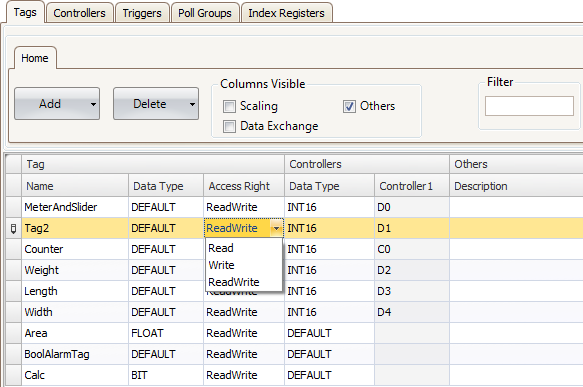 Tags Controllers Triggers Poll Groups Index Registers
Home
Columns Visible Filter
Add Delete Scaling Others
Data Exchange
Tag Controllers Others
Name Data Type Access Right Data Type Controller1 Description
MeterAndSlider DEFAULT ReadWrite INT16 D0
Tag2 DEFAULT ReadWrite INT16 D1
Counter DEFAULT Read INT16 C0
Weight DEFAULT Write INT16 D2
Length DEFAULT ReadWrite INT16 D3
Width DEFAULT ReadWrite INT16 D4
Area FLOAT ReadWrite DEFAULT
BoolAlarmTag DEFAULT ReadWrite DEFAULT
Calc BIT ReadWrite DEFAULT